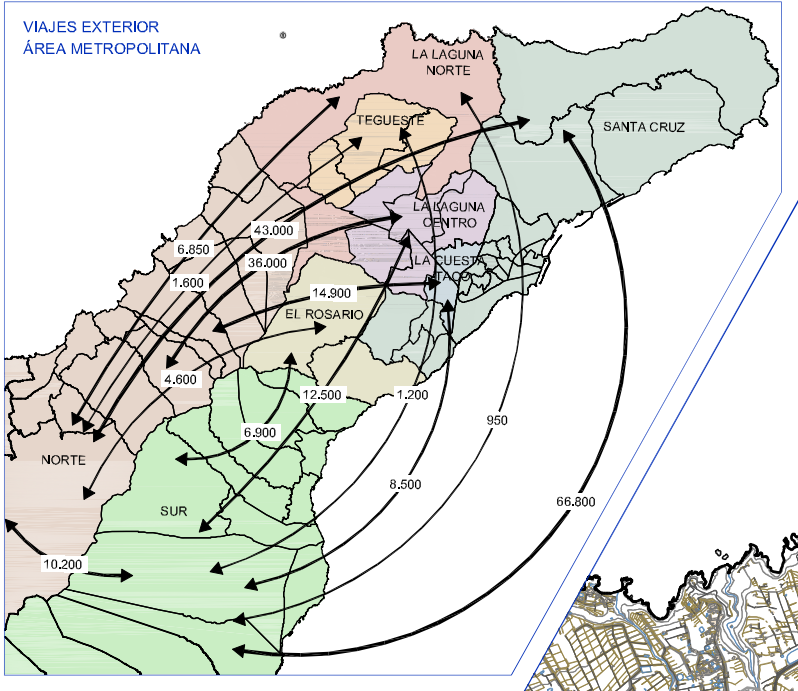 VIAJES EXTERIOR
ÁREA METROPOLITANA
LA LAGUNA
NORTE
TEGUESTE
SANTA CRUZ
LA LAGUNA
CENTRO
43.000
6.850
36.000
LA CUESTA
TACO
1.600
14.900
EL ROSARIO
4.600
12.500
1.200
950
6.900
NORTE
8.500
66.800
SUR
10.200